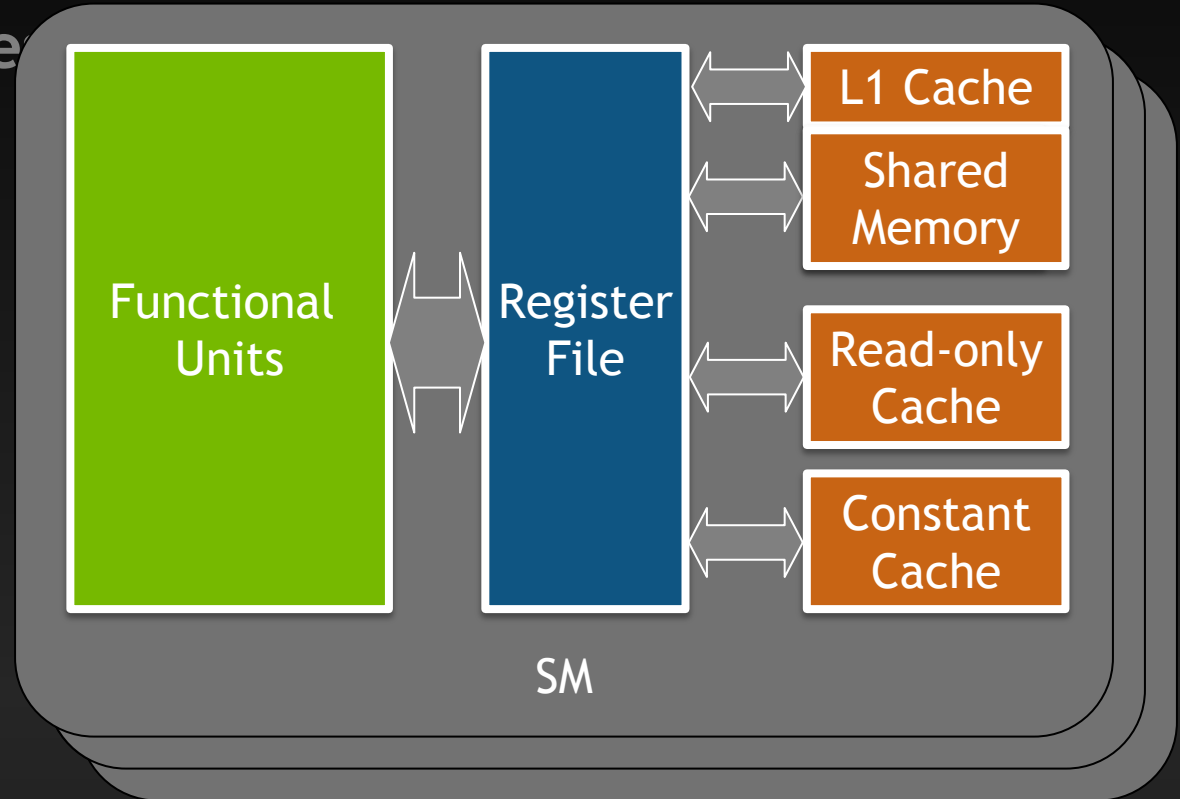 L1 Cache
Shared
Memory
Functional
Units
Register
File
Read-only
Cache
Constant
Cache
SM